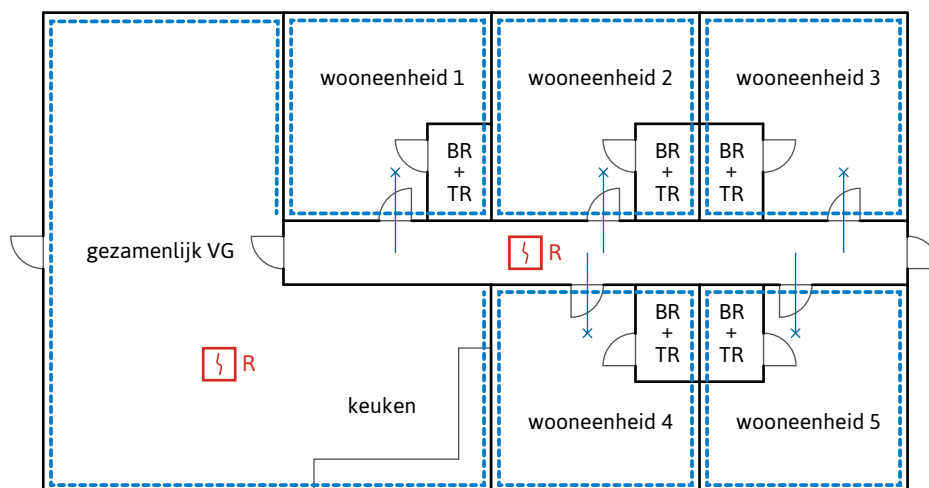 wooneenheid 1
wooneenheid 2
wooneenheid 3
BR
+
TR
BR
+
TR
BR
+
TR
gezamenlijk VG
R
BR
+
TR
BR
+
TR
R
keuken
wooneenheid 4
wooneenheid 5